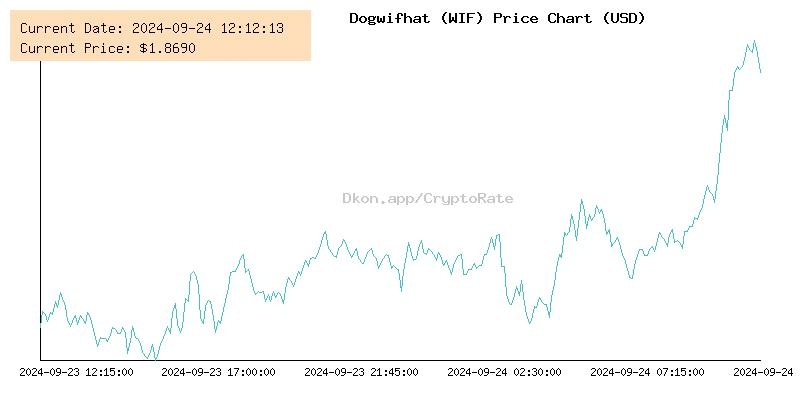 Dogwifhat (WIF) Price Chart (USD)
Current Date: 2024-09-24 12:12:13
Current Price: $1.8690
Dkon.app/CryptoRate
2024-09-23 12:15:00 2024-09-23 17:00:00 2024-09-23 21:45:00 2024-09-24 02:30:00 2024-09-24 07:15:00 2024-09-24